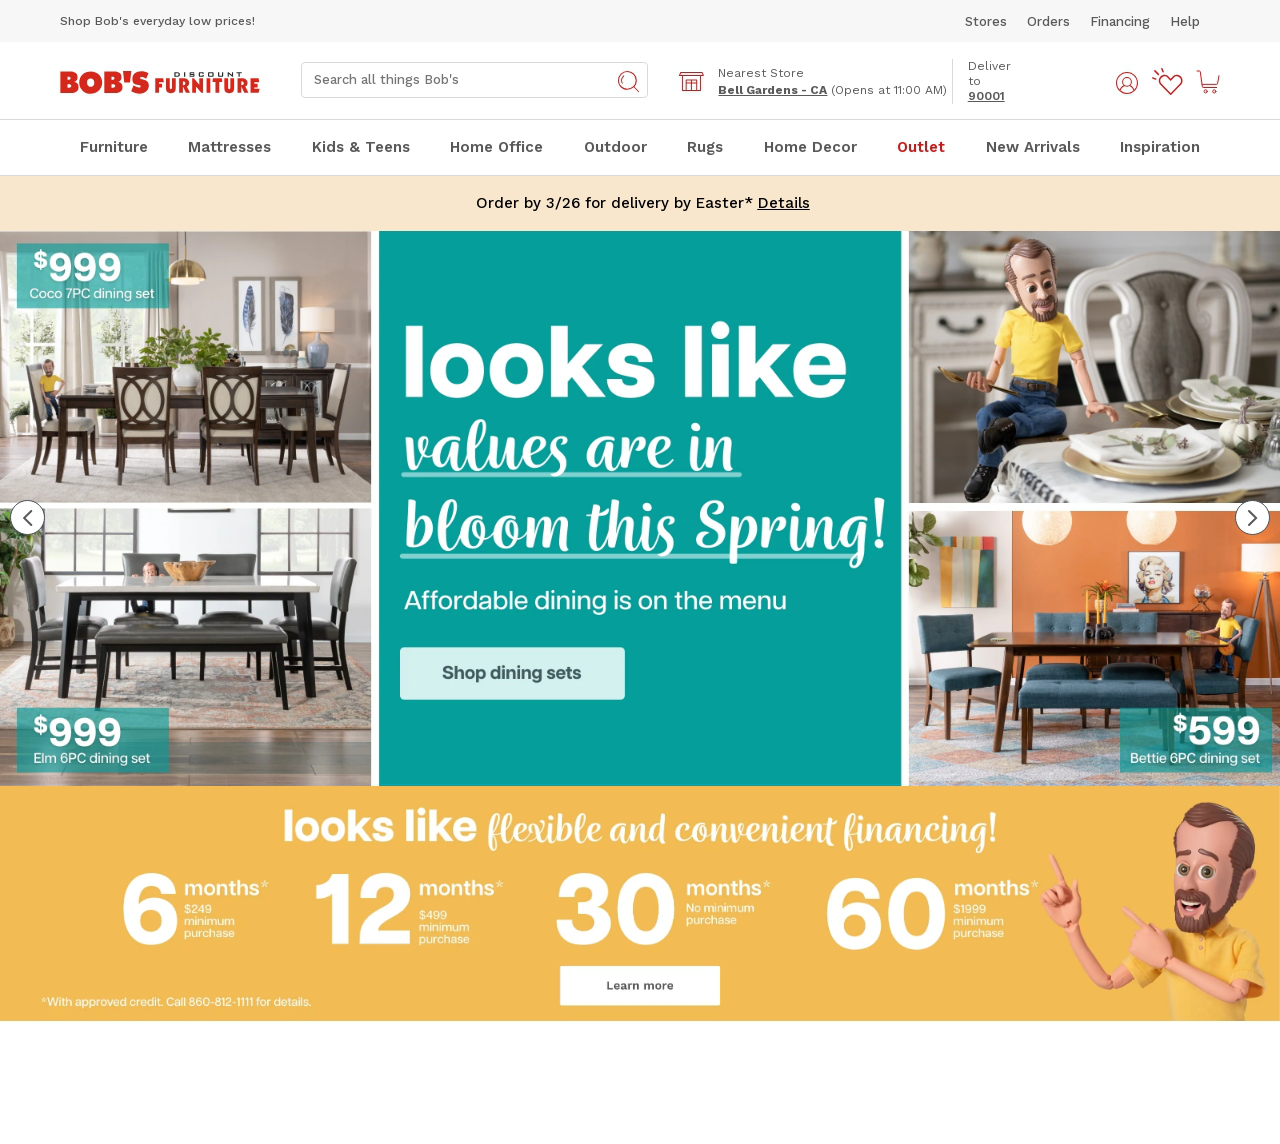 Shop Bob's everyday low prices!
Stores Orders Financing Help
BOB'S DISCOUNT FURNITURE
Search all things Bob's
Nearest Store
Bell Gardens - CA (Opens at 11:00 AM)
Deliver
to
90001
Furniture Mattresses Kids & Teens Home Office Outdoor Rugs Home Decor Outlet New Arrivals Inspiration
Order by 3/26 for delivery by Easter* Details
$999
Coco 7PC dining set
looks like
values are in
bloom this Spring!
Affordable dining is on the menu
Shop dining sets
$999
Elm 6PC dining set
$599
Bettie 6PC dining set
looks like flexible and convenient financing!
6 months*
$249
minimum
purchase
12 months*
$499
minimum
purchase
30 months*
No minimum
purchase
60 months*
$1999
minimum
purchase
Learn more
*With approved credit. Call 860-812-1111 for details.